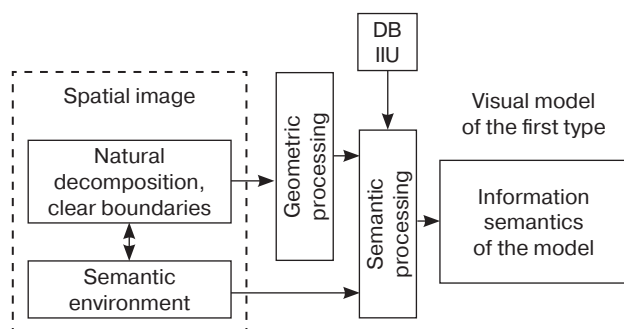 DB
IIU
Spatial image
Visual model
of the first type
Natural
decomposition,
clear boundaries
Geometric
processing
Semantic
processing
Information
semantics
of the model
Semantic
environment